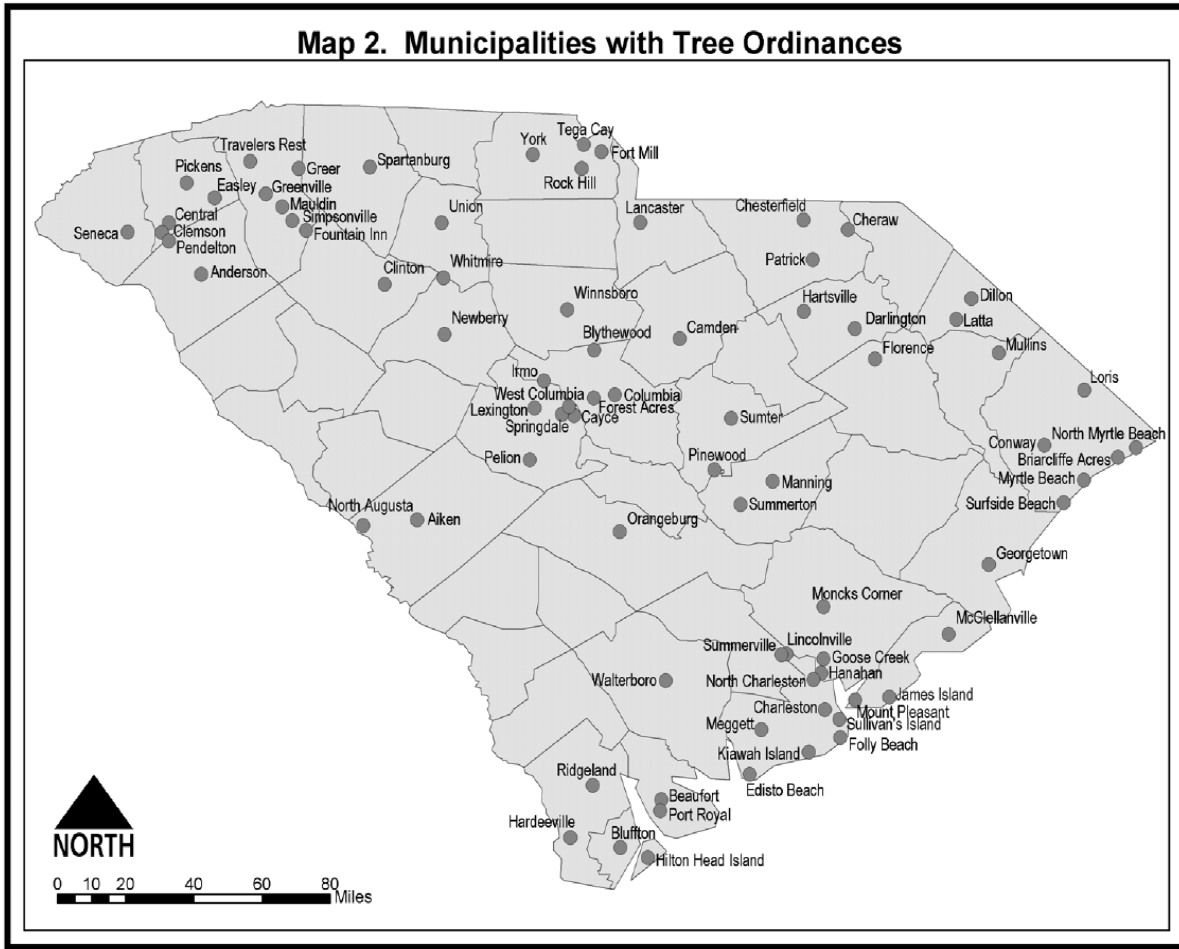 Map 2. Municipalities with Tree Ordinances
Tega Cay
York
Fort Mill
Travelers Rest
Spartanburg
Greer
Rock Hill
Pickens
Easley
Greenville
Mauldin
Simpsonville
Fountain Inn
Central
Clemson
Pendelton
Seneca
Union
Lancaster
Chesterfield
Cheraw
Patrick
Anderson
Clinton
Whitmire
Winnsboro
Hartsville
Dillon
Latta
Newberry
Blythewood
Camden
Darlington
Florence
Mullins
Irmo
Loris
West Columbia
Columbia
Lexington
Forest Acres
Springdale
Cayce
Sumter
Conway
North Myrtle Beach
Briarcliffe Acres
Pelion
Pinewood
Manning
Myrtle Beach
North Augusta
Aiken
Summerton
Surfside Beach
Orangeburg
Georgetown
Moncks Corner
McGlellanville
Summerville
Lincolnville
Goose Creek
Hanahan
Walterboro
North Charleston
James Island
Charleston
Mount Pleasant
Sullivan's Island
Meggett
Folly Beach
Kiawah Island
Ridgeland
Edisto Beach
Beaufort
Port Royal
Hardeeville
Bluffton
Hilton Head Island
NORTH
0 10 20 40 60 80
Miles